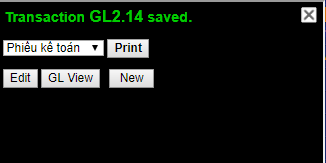 Transaction GL2.14 saved.
Phiếu kế toán Print
Edit GL View New